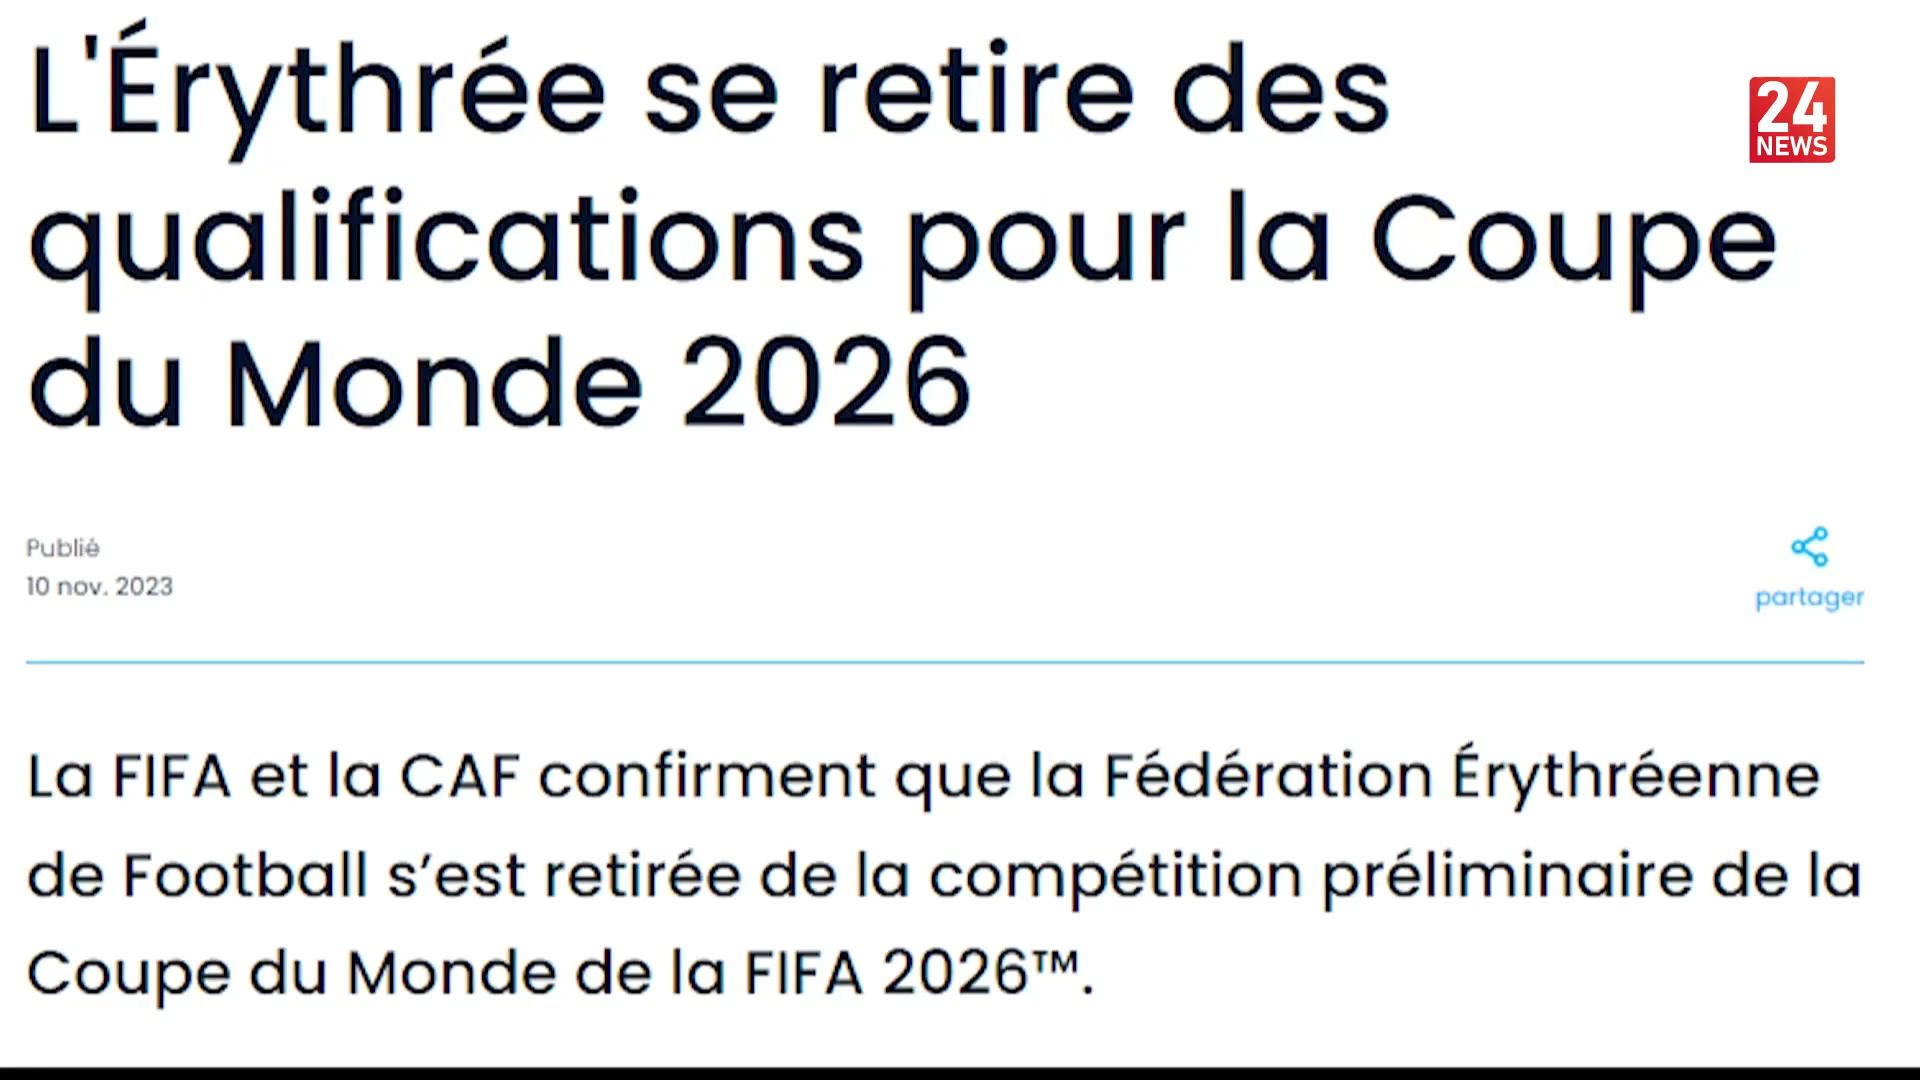 L'Érythrée se retire des
24
NEWS
qualifications pour la Coupe
du Monde 2026
Publié
10 nov. 2023
partager
La FIFA et la CAF confirment que la Fédération Érythréenne
de Football s’est retirée de la compétition préliminaire de la
Coupe du Monde de la FIFA 2026™.